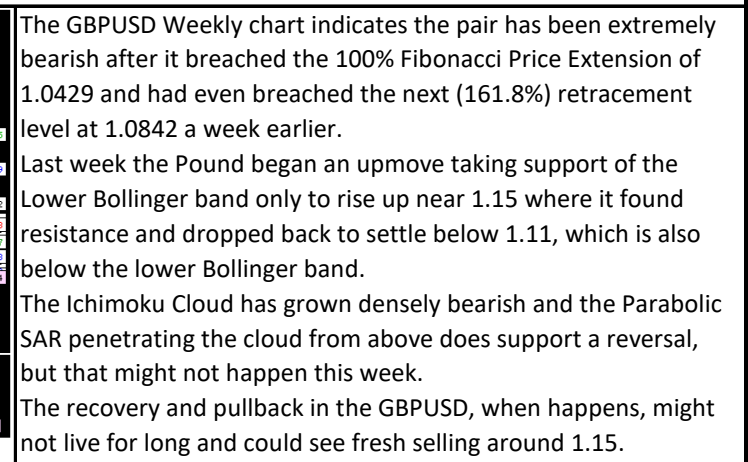 The GBPUSD Weekly chart indicates the pair has been extremely
bearish after it breached the 100% Fibonacci Price Extension of
1.0429 and had even breached the next (161.8%) retracement
level at 1.0842 a week earlier.
Last week the Pound began an upmove taking support of the
Lower Bollinger band only to rise up near 1.15 where it found
resistance and dropped back to settle below 1.11, which is also
below the lower Bollinger band.
The Ichimoku Cloud has grown densely bearish and the Parabolic
SAR penetrating the cloud from above does support a reversal,
but that might not happen this week.
The recovery and pullback in the GBPUSD, when happens, might
not live for long and could see fresh selling around 1.15.